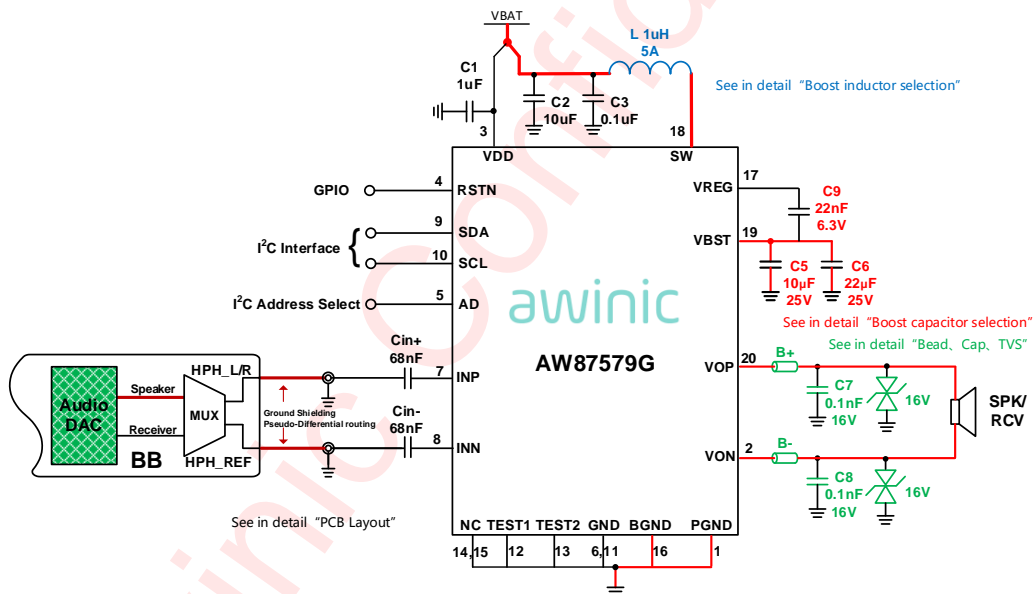 VBAT
L 1uH
5A
See in detail “Boost inductor selection”
C1
1uF
C2
10uF
C3
0.1uF
3
18
VDD
SW
GPIO
4
RSTN
VREG
17
C9
22nF
6.3V
I²C Interface
{
9
SDA
10
SCL
VBST
19
C5
10μF
25V
C6
22μF
25V
I²C Address Select
5
AD
awinic
See in detail “Boost capacitor selection”
See in detail “Bead、Cap、TVS”
AW87579G
HPH_L/R
Cin+
68nF
7
INP
VOP
20
B+
C7
0.1nF
16V
16V
SPK/
RCV
Audio
DAC
Speaker
Receiver
MUX
BB
HPH_REF
Ground Shielding
Pseudo-Differential routing
Cin-
68nF
8
INN
VON
2
B-
C8
0.1nF
16V
16V
See in detail “PCB Layout”
NC
TEST1
TEST2
GND
BGND
PGND
14,15
12
13
6,11
16
1